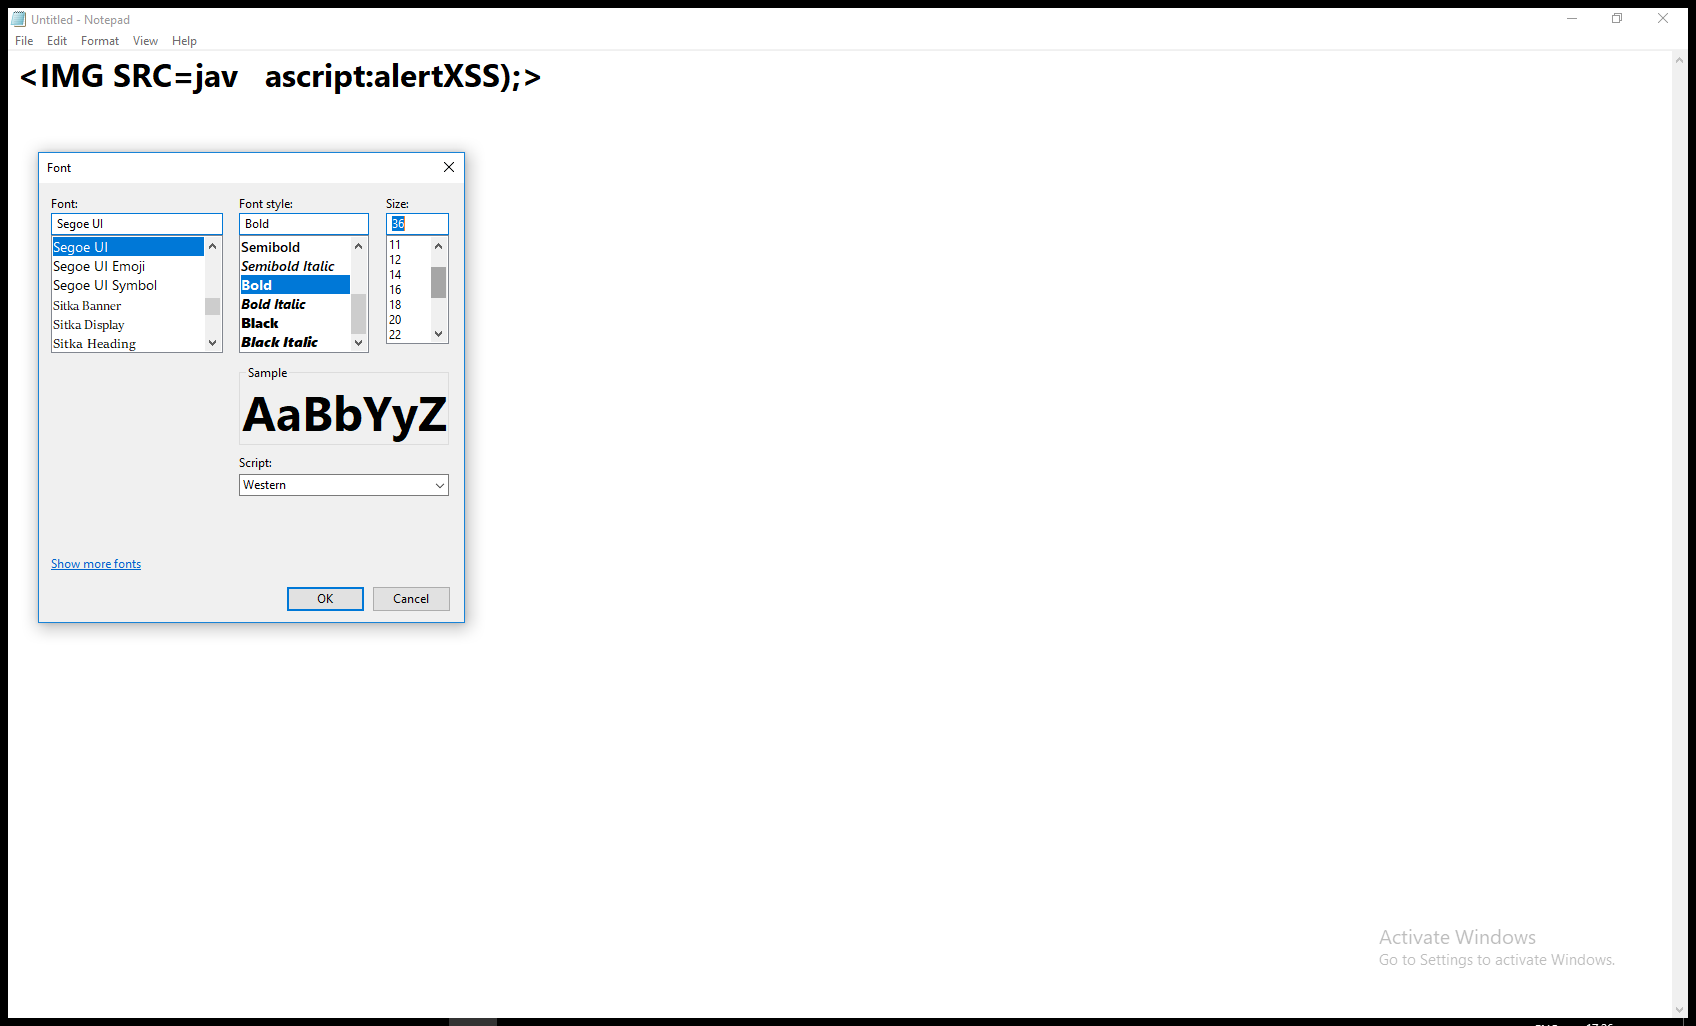 Untitled - Notepad
File Edit Format View Help
<IMG SRC=jav   ascript:alertXSS);>
Font
Font: Font style: Size:
Segoe UI Bold 36
Segoe UI Semibold 11
Segoe UI Emoji Semibold Italic 12
Segoe UI Symbol Bold 14
Sitka Banner Bold Italic 16
Sitka Display Black 18
Sitka Heading Black Italic 20
22
Sample
AaBbYyZ
Script:
Western
Show more fonts
OK Cancel
Activate Windows
Go to Settings to activate Windows.